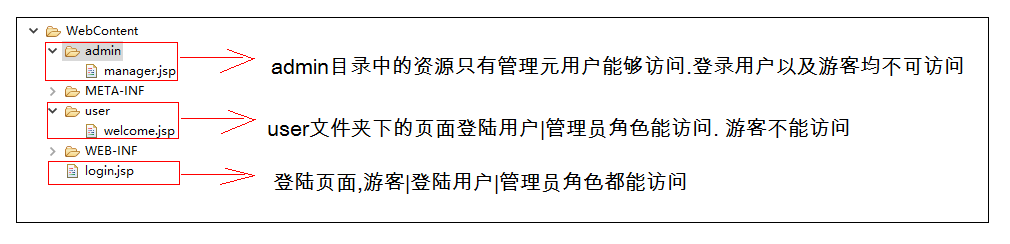 WebContent
admin
manager.jsp
admin目录中的资源只有管理元用户能够访问.登录用户以及游客均不可访问
META-INF
user
welcome.jsp
user文件夹下的页面登陆用户|管理员角色能访问. 游客不能访问
WEB-INF
login.jsp
登陆页面,游客|登陆用户|管理员角色都能访问